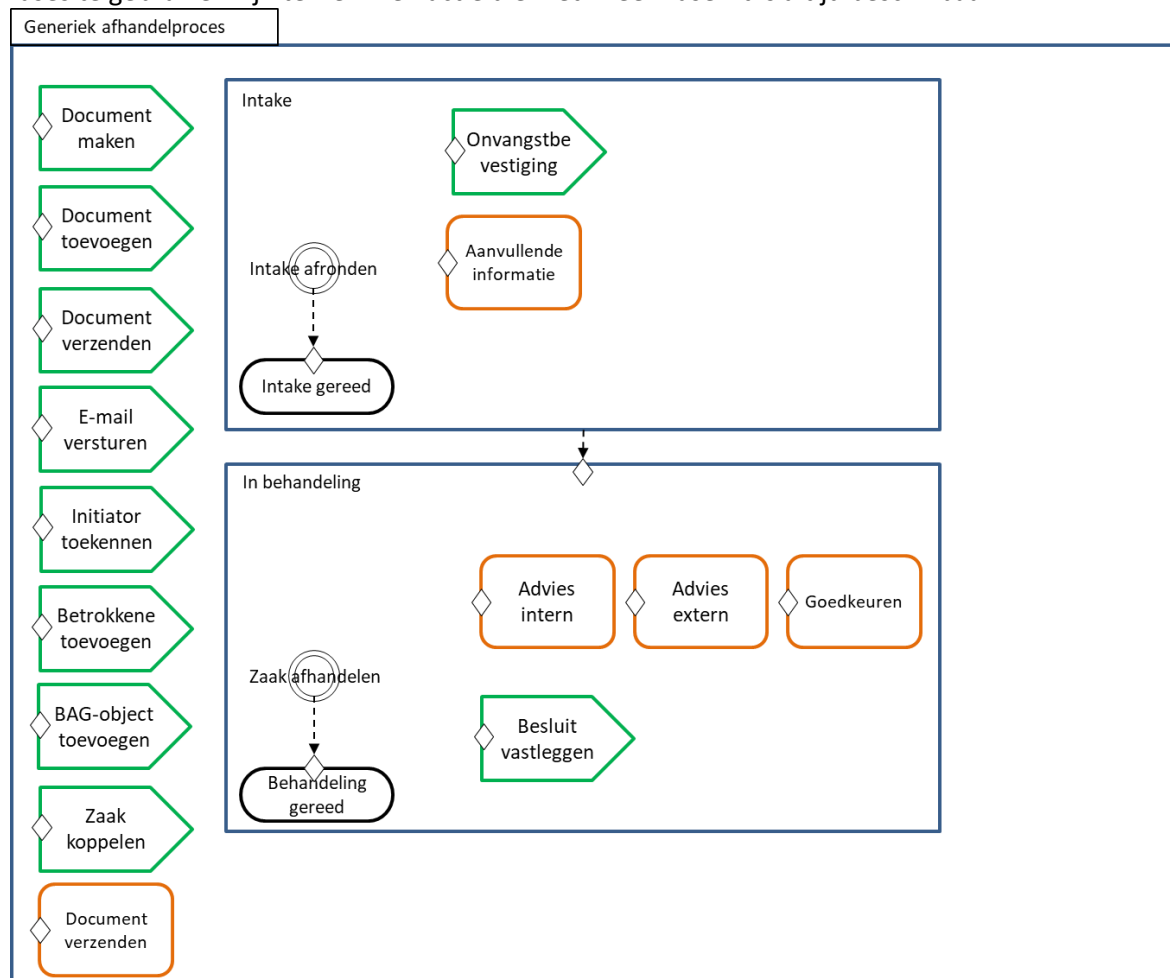 Generiek afhandelproces
Document
maken
Document
toevoegen
Document
verzenden
E-mail
versturen
Initiator
toekennen
Betrokkene
toevoegen
BAG-object
toevoegen
Zaak
koppelen
Document
verzenden
Intake
Onvangstbe
vestiging
Aanvullende
informatie
Intake afronden
Intake gereed
In behandeling
Advies
intern
Advies
extern
Goedkeuren
Zaak afhandelen
Besluit
vastleggen
Behandeling
gereed